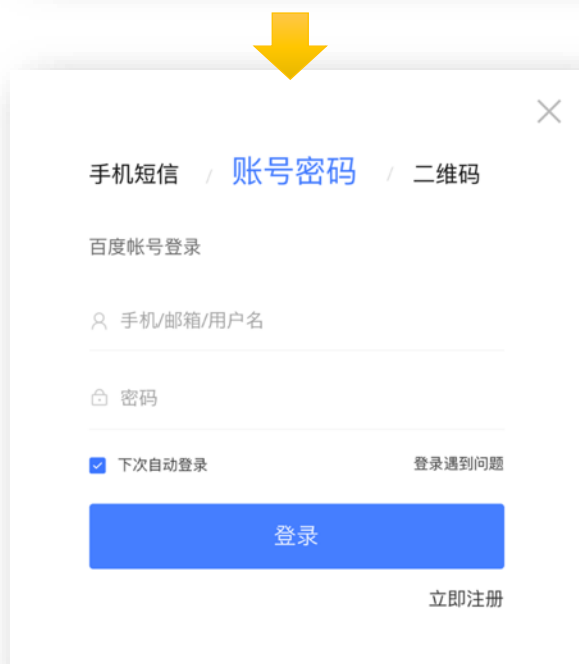 手机短信 / 账号密码 / 二维码
百度帐号登录
手机/邮箱/用户名
密码
下次自动登录 登录遇到问题
登录
立即注册